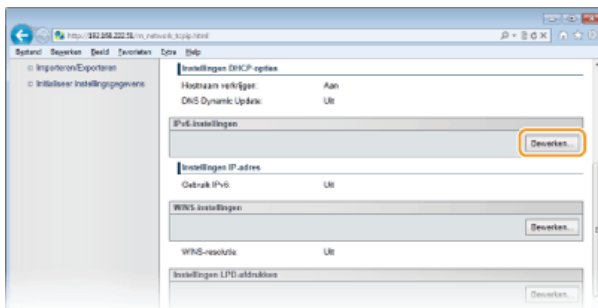 Bestand Bewerken Beeld Favorieten Extra Help
Importeren/Exporteren
Initialiseer instellingsgegevens
Instellingen DHCP-opties
Hostnaam verkrijgen: Aan
DNS Dynamic Update: Uit
IPv6-instellingen
Bewerken...
Instellingen IP-adres
Gebruik IPv6: Uit
WINS-instellingen
Bewerken...
WINS-resolutie: Uit
Instellingen LPD-afdrukken
Bewerken...